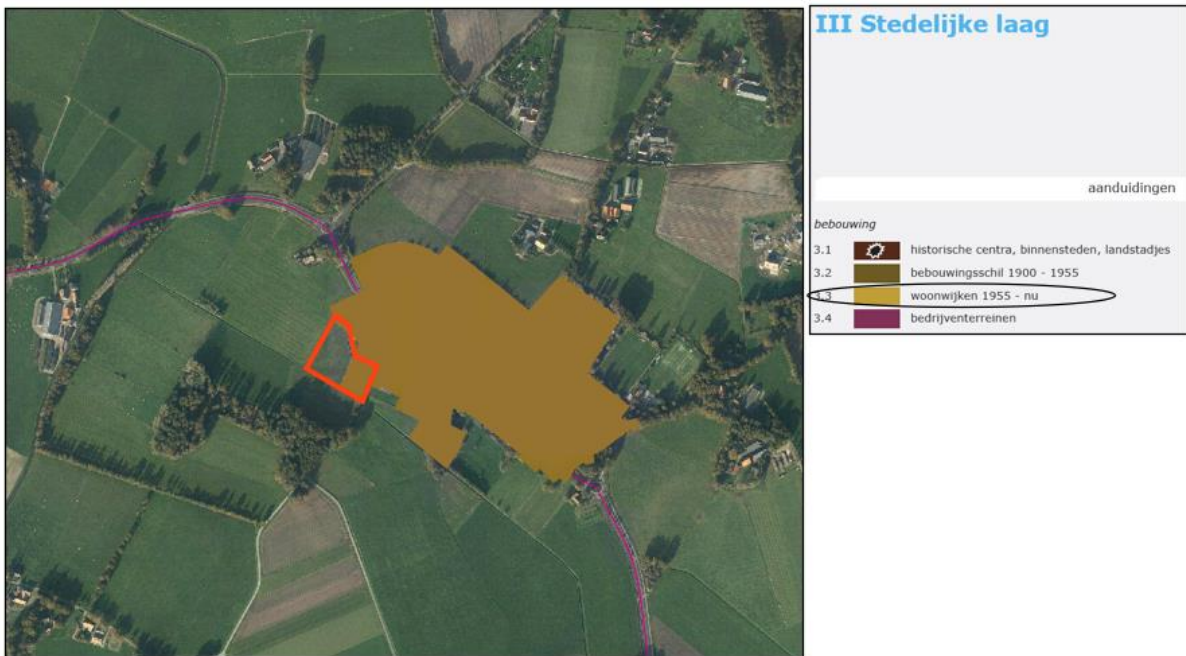 III Stedelijke laag
aanduidingen
bebouwing
3.1 historische centra, binnensteden, landstadjes
3.2 bebouwingsschil 1900 - 1955
3.3 woonwijken 1955 - nu
3.4 bedrijventerreinen